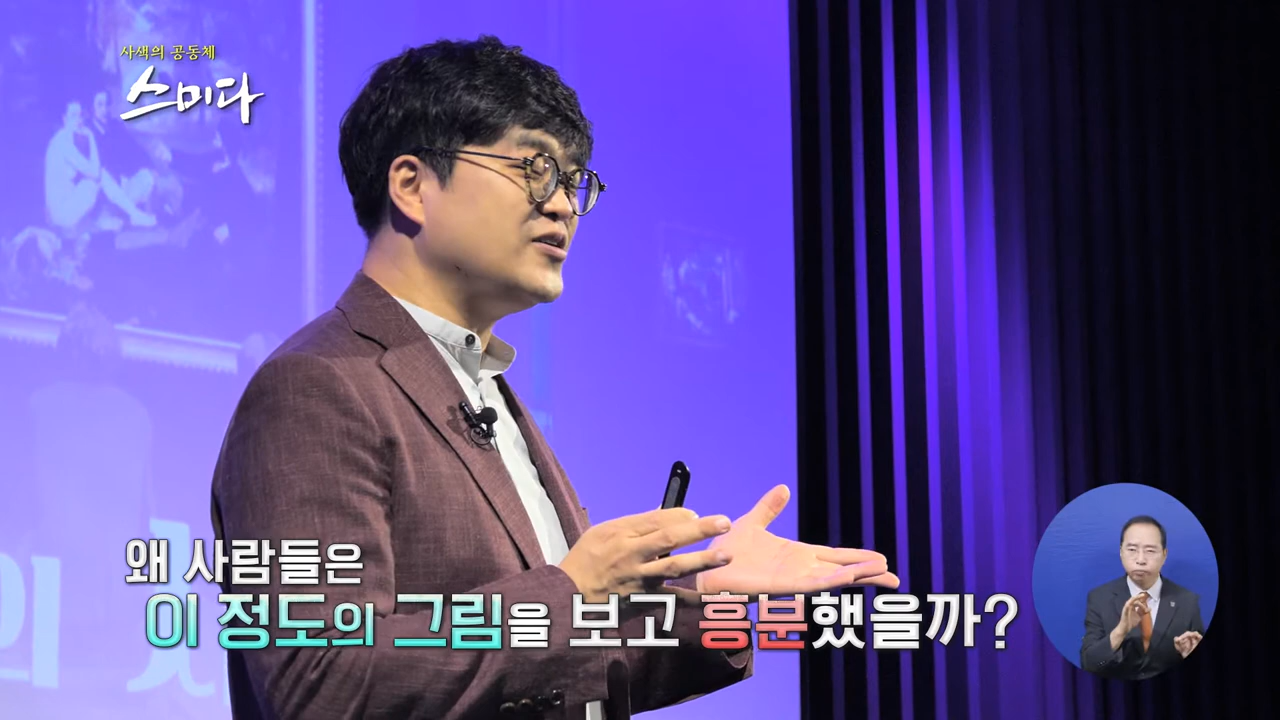 사색의 공동체
스미다
왜 사람들은
이 정도의 그림을 보고 흥분했을까?